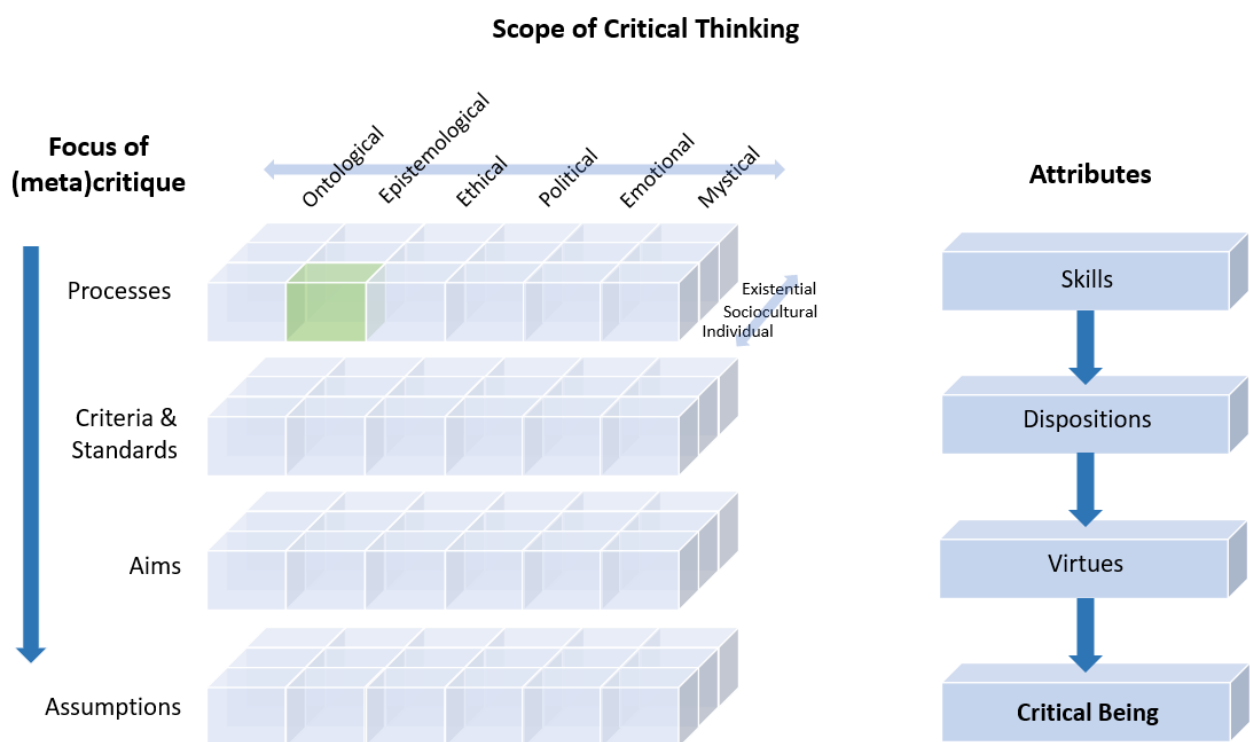 Scope of Critical Thinking
Focus of
(meta)critique
Ontological
Epistemological
Ethical
Political
Emotional
Mystical
Attributes
Processes
Existential
Sociocultural
Individual
Skills
Criteria &
Standards
Dispositions
Aims
Virtues
Assumptions
Critical Being